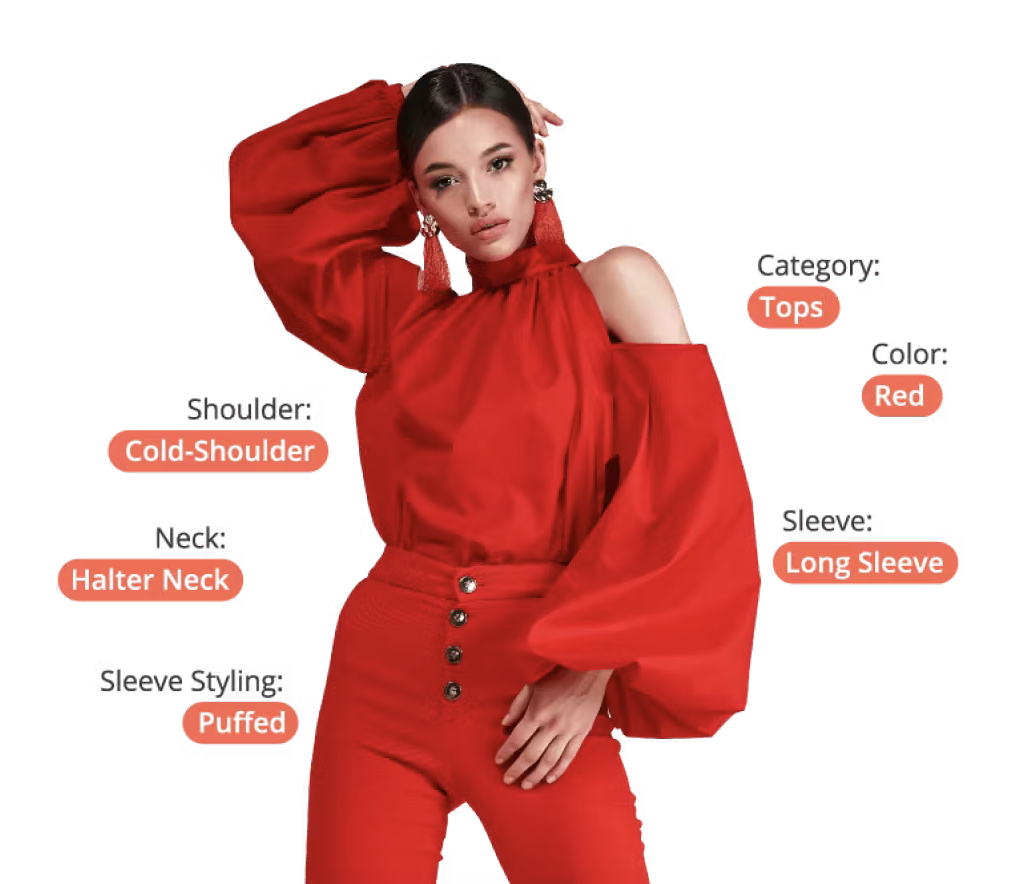 Category:
Tops
Color:
Red
Shoulder:
Cold-Shoulder
Sleeve:
Long Sleeve
Neck:
Halter Neck
Sleeve Styling:
Puffed